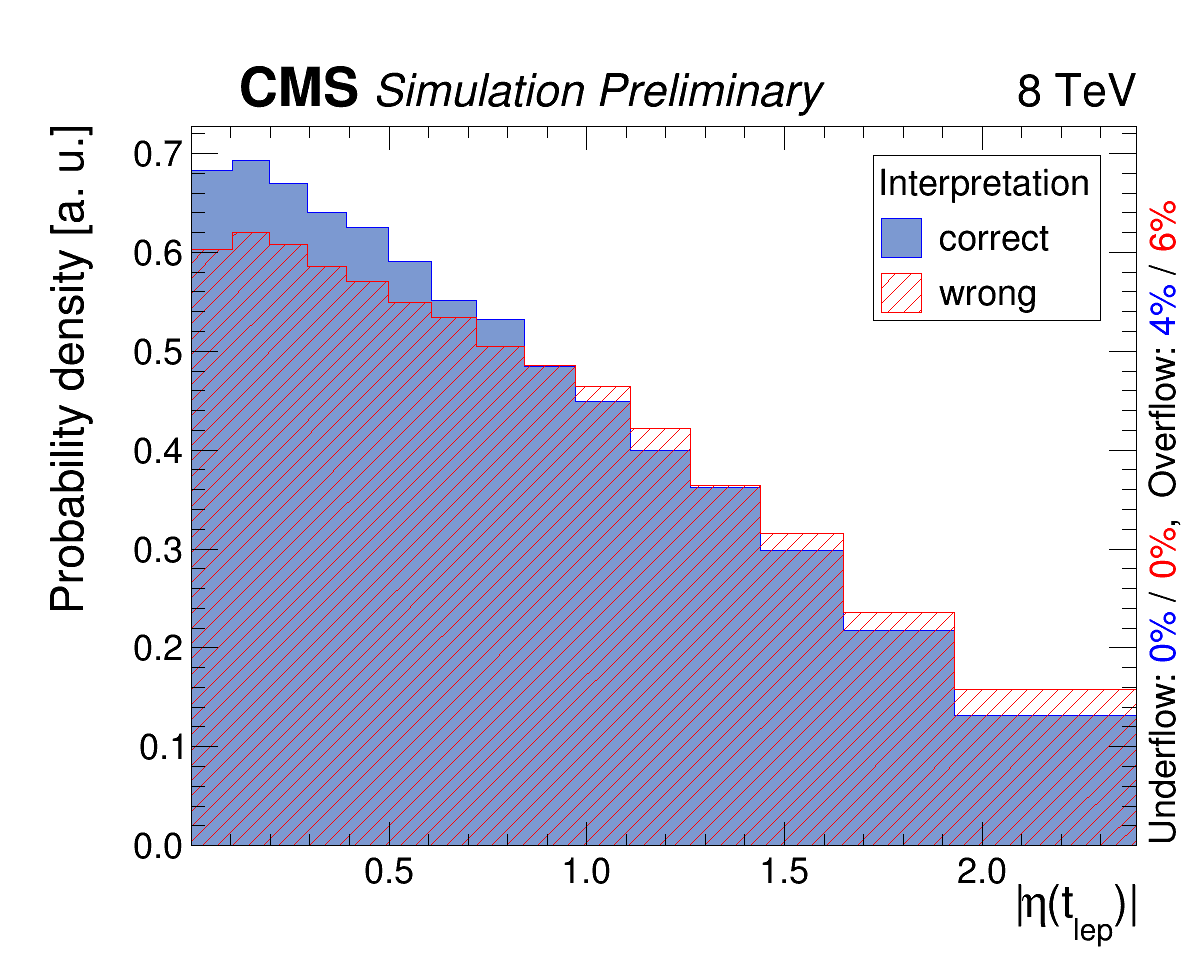 CMS Simulation Preliminary 8 TeV
Probability density [a. u.]
0.7
0.6
0.5
0.4
0.3
0.2
0.1
0.0
Interpretation
correct
wrong
0.5 1.0 1.5 2.0
|η(t_lep)|
Underflow: 0% / 0%, Overflow: 4% / 6%